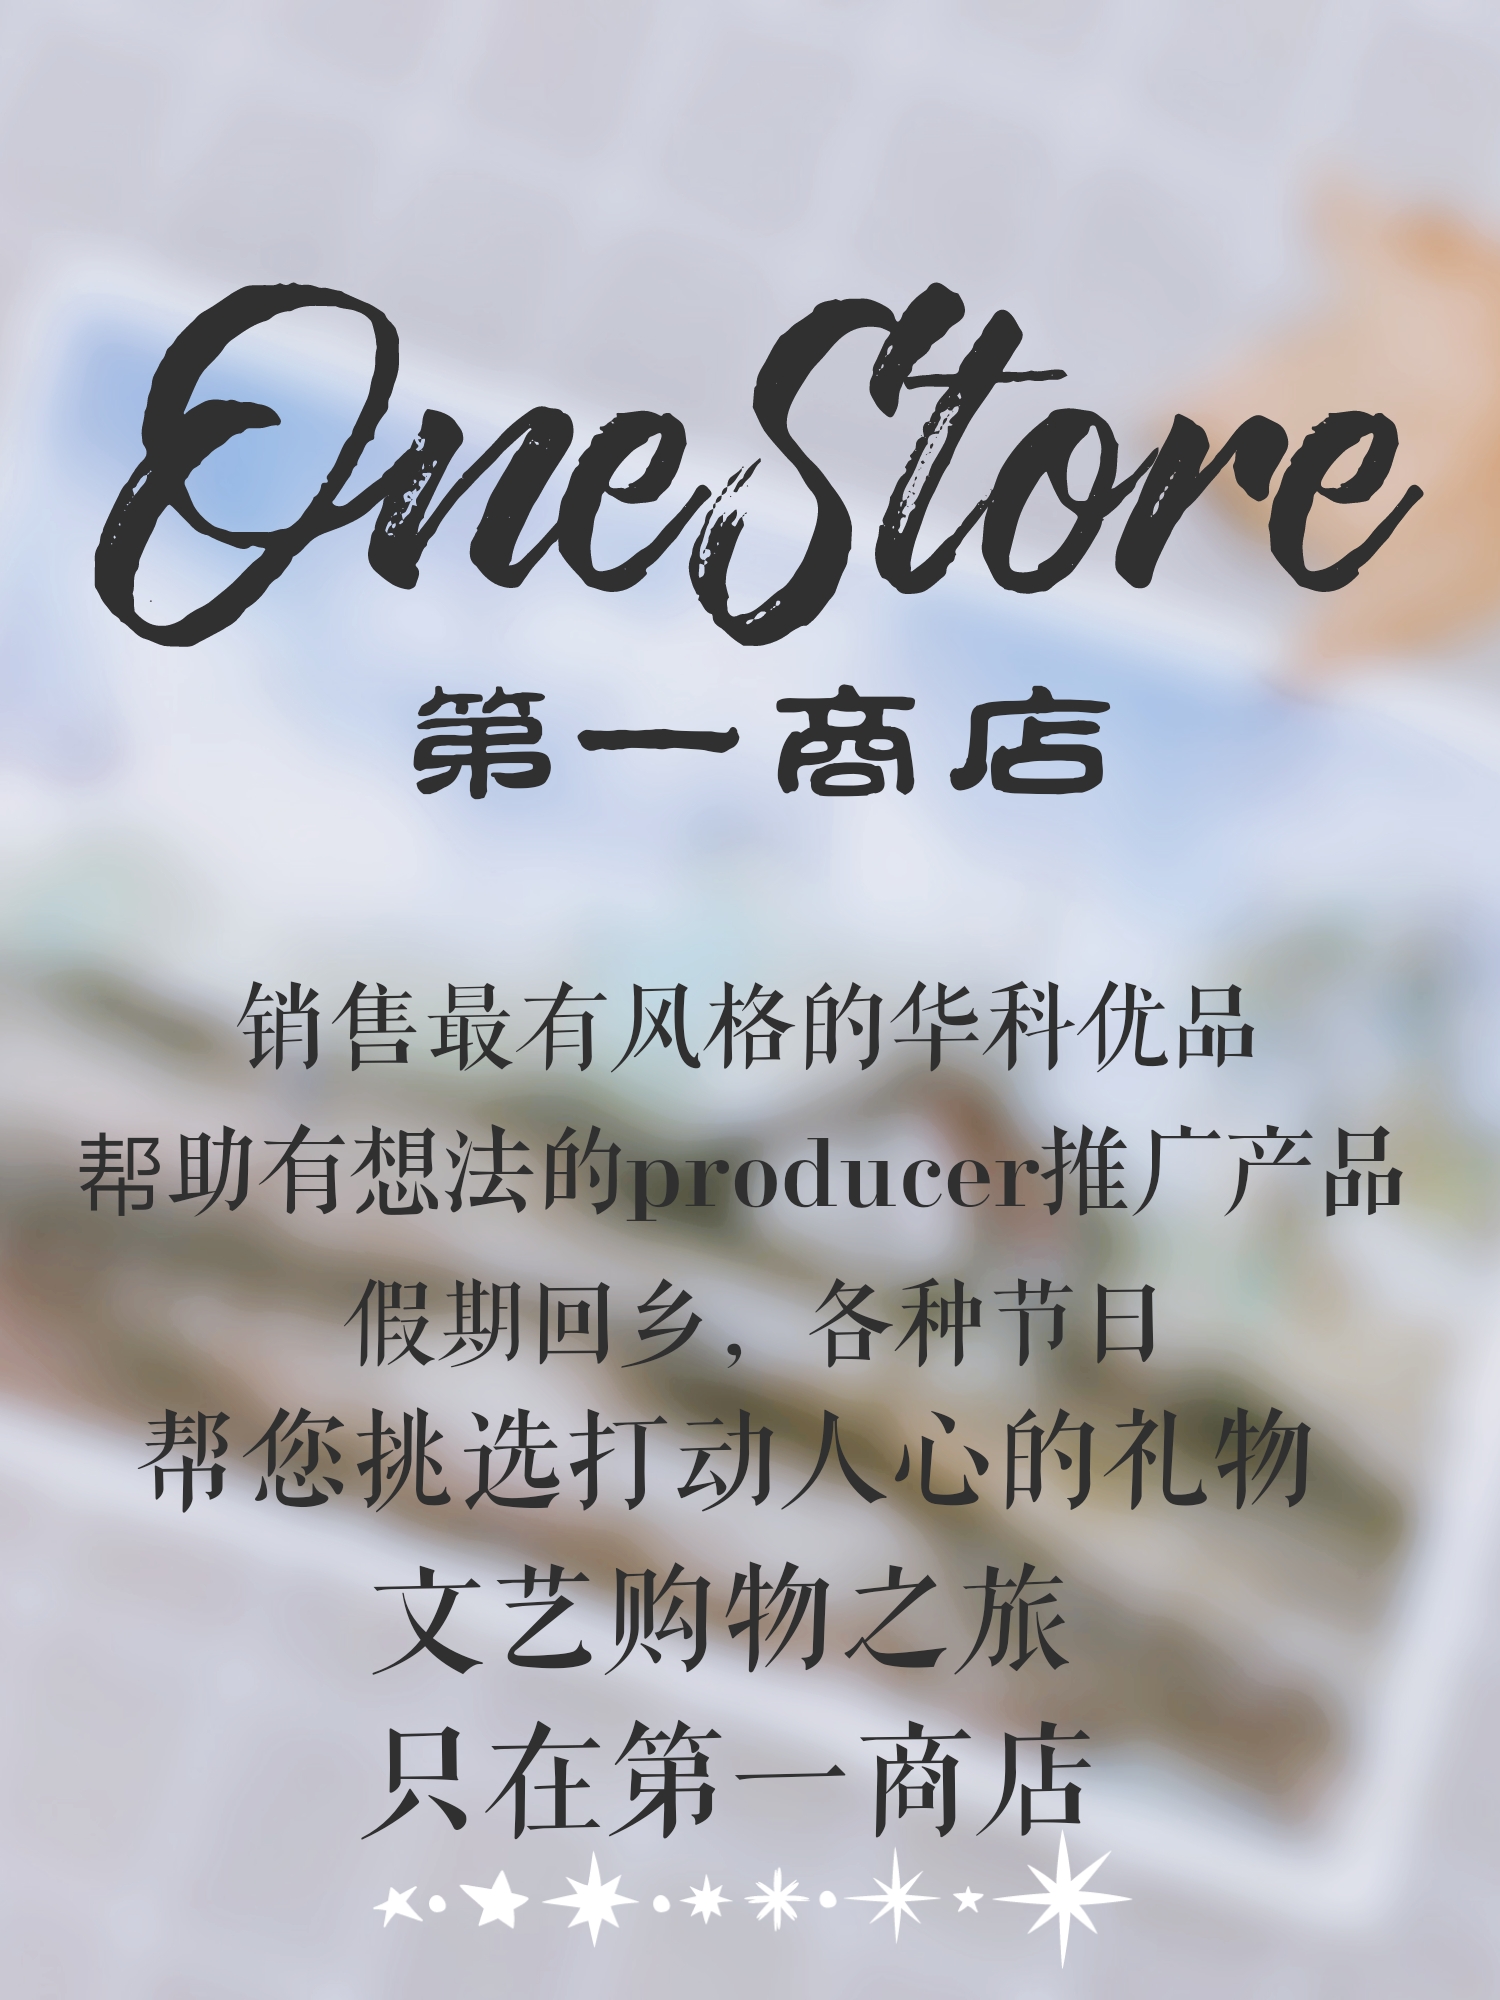 OneStore
第一商店
销售最有风格的华科优品
帮助有想法的producer推广产品
假期回乡，各种节日
帮您挑选打动人心的礼物
文艺购物之旅
只在第一商店